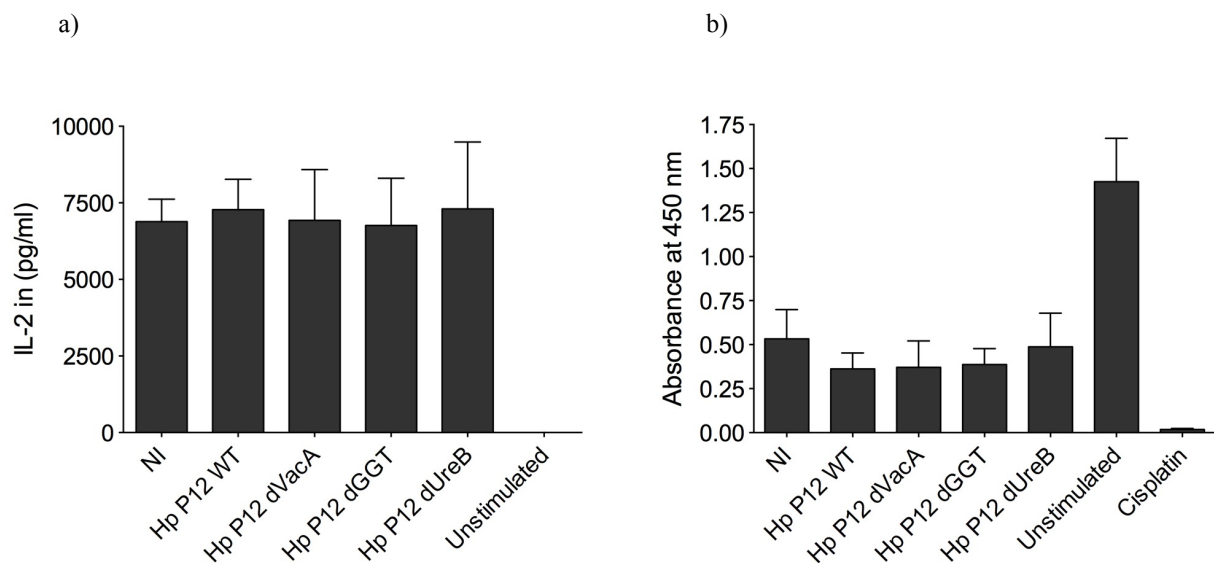 a)
IL-2 in (pg/ml)
10000
7500
5000
2500
0
NI
Hp P12 WT
Hp P12 dVacA
Hp P12 dGGT
Hp P12 dUreB
Unstimulated
b)
Absorbance at 450 nm
1.75
1.50
1.25
1.00
0.75
0.50
0.25
0.00
NI
Hp P12 WT
Hp P12 dVacA
Hp P12 dGGT
Hp P12 dUreB
Unstimulated
Cisplatin